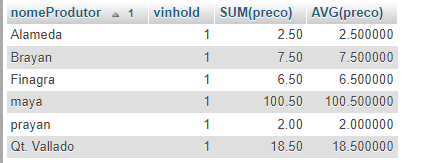 nomeProdutor 1 vinhoId SUM(preco) AVG(preco)
Alameda 1 2.50 2.500000
Brayan 1 7.50 7.500000
Finagra 1 6.50 6.500000
maya 1 100.50 100.500000
prayan 1 2.00 2.000000
Qt. Vallado 1 18.50 18.500000